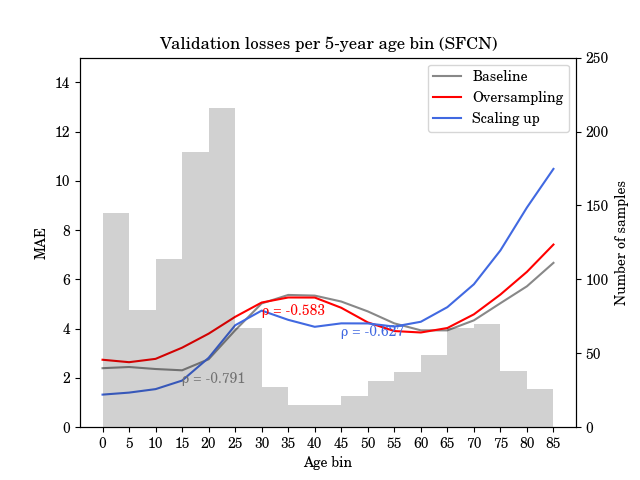 Validation losses per 5-year age bin (SFCN)
Baseline
Oversampling
Scaling up
14
12
10
8
6
4
2
0
MAE
250
200
150
100
50
0
Number of samples
ρ = -0.583
ρ = -0.627
ρ = -0.791
0 5 10 15 20 25 30 35 40 45 50 55 60 65 70 75 80 85
Age bin